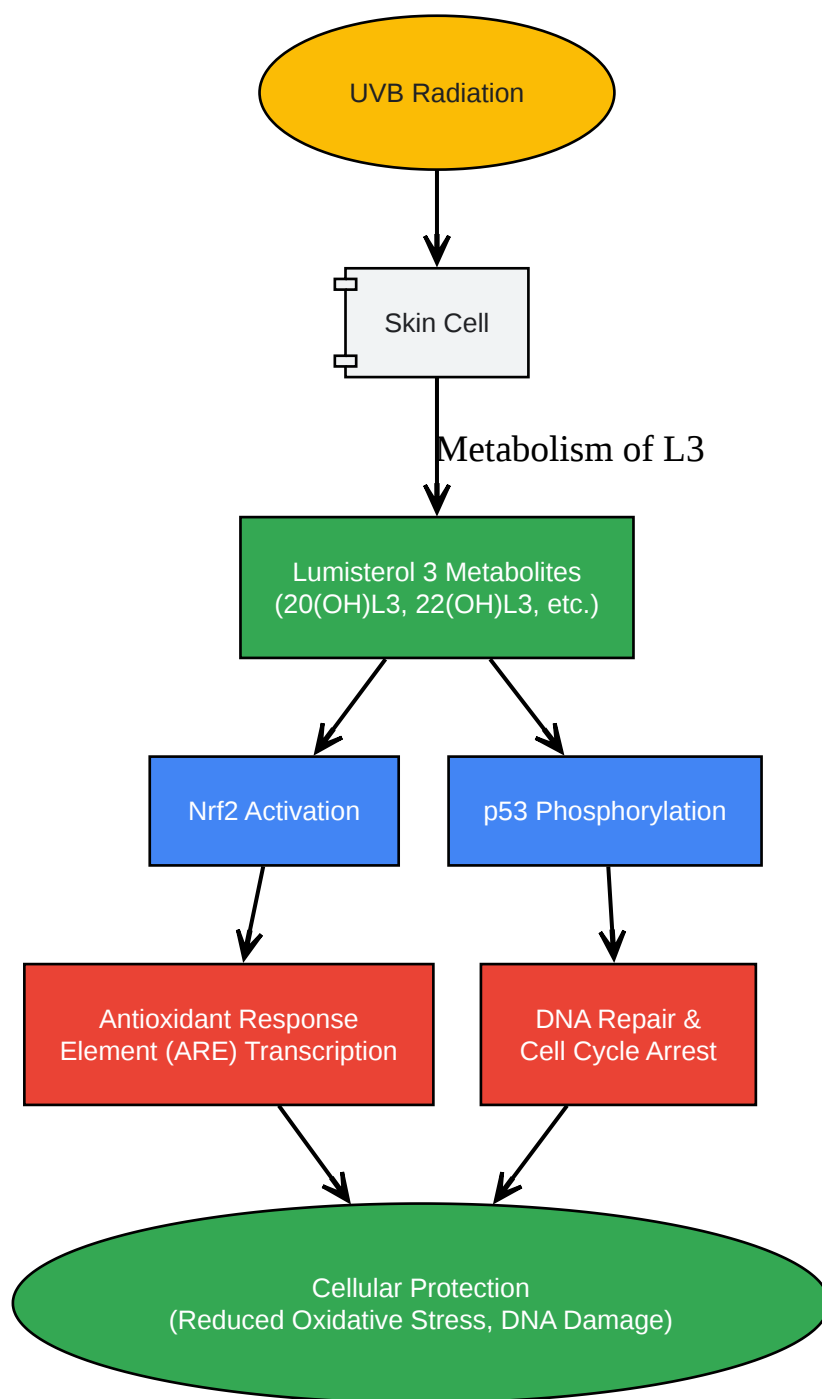 UVB Radiation
Skin Cell
Metabolism of L3
Lumisterol 3 Metabolites
(20(OH)L3, 22(OH)L3, etc.)
Nrf2 Activation
p53 Phosphorylation
Antioxidant Response
Element (ARE) Transcription
DNA Repair &
Cell Cycle Arrest
Cellular Protection
(Reduced Oxidative Stress, DNA Damage)